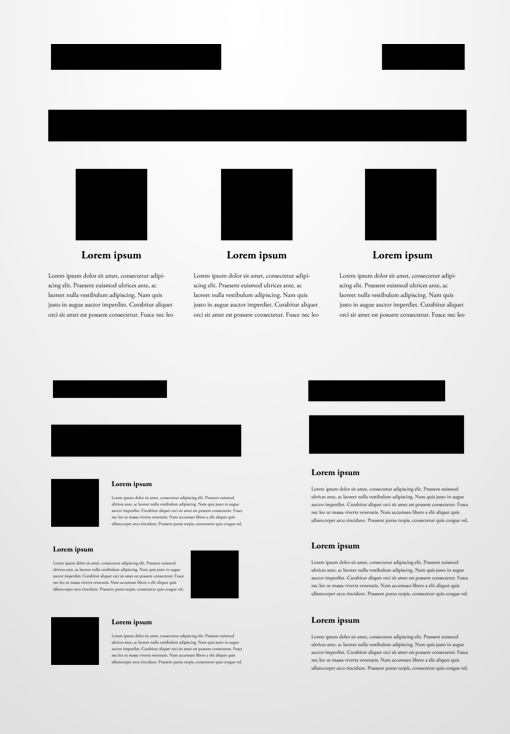 Lorem ipsum
Lorem ipsum dolor sit amet, consectetur adipi-
scing elit. Praesent euismod ultrices ante, ac
laoreet nulla vestibulum adipiscing. Nam quis
justo in augue auctor imperdiet. Curabitur aliquet
orci sit amet est posuere consectetur. Fusce nec leo
Lorem ipsum
Lorem ipsum dolor sit amet, consectetur adipi-
scing elit. Praesent euismod ultrices ante, ac
laoreet nulla vestibulum adipiscing. Nam quis
justo in augue auctor imperdiet. Curabitur aliquet
orci sit amet est posuere consectetur. Fusce nec leo
Lorem ipsum
Lorem ipsum dolor sit amet, consectetur adipi-
scing elit. Praesent euismod ultrices ante, ac
laoreet nulla vestibulum adipiscing. Nam quis
justo in augue auctor imperdiet. Curabitur aliquet
orci sit amet est posuere consectetur. Fusce nec leo
Lorem ipsum
Lorem ipsum dolor sit amet, consectetur adipiscing elit. Praesent euismod
ultrices ante, ac laoreet nulla vestibulum adipiscing. Nam quis justo in augue
auctor imperdiet. Curabitur aliquet orci sit amet est posuere consectetur. Fusce
nec leo ut massa viverra venenatis. Nam accumsan libero a elit aliquet quis
ullamcorper arcu tincidunt. Praesent purus turpis, consectetur quis congue vel,
Lorem ipsum
Lorem ipsum dolor sit amet, consectetur adipiscing elit. Praesent euismod
ultrices ante, ac laoreet nulla vestibulum adipiscing. Nam quis justo in augue
auctor imperdiet. Curabitur aliquet orci sit amet est posuere consectetur. Fusce
nec leo ut massa viverra venenatis. Nam accumsan libero a elit aliquet quis
ullamcorper arcu tincidunt. Praesent purus turpis, consectetur quis congue vel,
Lorem ipsum
Lorem ipsum dolor sit amet, consectetur adipiscing elit. Praesent euismod
ultrices ante, ac laoreet nulla vestibulum adipiscing. Nam quis justo in augue
auctor imperdiet. Curabitur aliquet orci sit amet est posuere consectetur. Fusce
nec leo ut massa viverra venenatis. Nam accumsan libero a elit aliquet quis
ullamcorper arcu tincidunt. Praesent purus turpis, consectetur quis congue vel,
Lorem ipsum
Lorem ipsum dolor sit amet, consectetur adipiscing elit. Praesent euismod
ultrices ante, ac laoreet nulla vestibulum adipiscing. Nam quis justo in augue
auctor imperdiet. Curabitur aliquet orci sit amet est posuere consectetur. Fusce
nec leo ut massa viverra venenatis. Nam accumsan libero a elit aliquet quis
ullamcorper arcu tincidunt. Praesent purus turpis, consectetur quis congue vel,
Lorem ipsum
Lorem ipsum dolor sit amet, consectetur adipiscing elit. Praesent euismod
ultrices ante, ac laoreet nulla vestibulum adipiscing. Nam quis justo in augue
auctor imperdiet. Curabitur aliquet orci sit amet est posuere consectetur. Fusce
nec leo ut massa viverra venenatis. Nam accumsan libero a elit aliquet quis
ullamcorper arcu tincidunt. Praesent purus turpis, consectetur quis congue vel,
Lorem ipsum
Lorem ipsum dolor sit amet, consectetur adipiscing elit. Praesent euismod
ultrices ante, ac laoreet nulla vestibulum adipiscing. Nam quis justo in augue
auctor imperdiet. Curabitur aliquet orci sit amet est posuere consectetur. Fusce
nec leo ut massa viverra venenatis. Nam accumsan libero a elit aliquet quis
ullamcorper arcu tincidunt. Praesent purus turpis, consectetur quis congue vel,